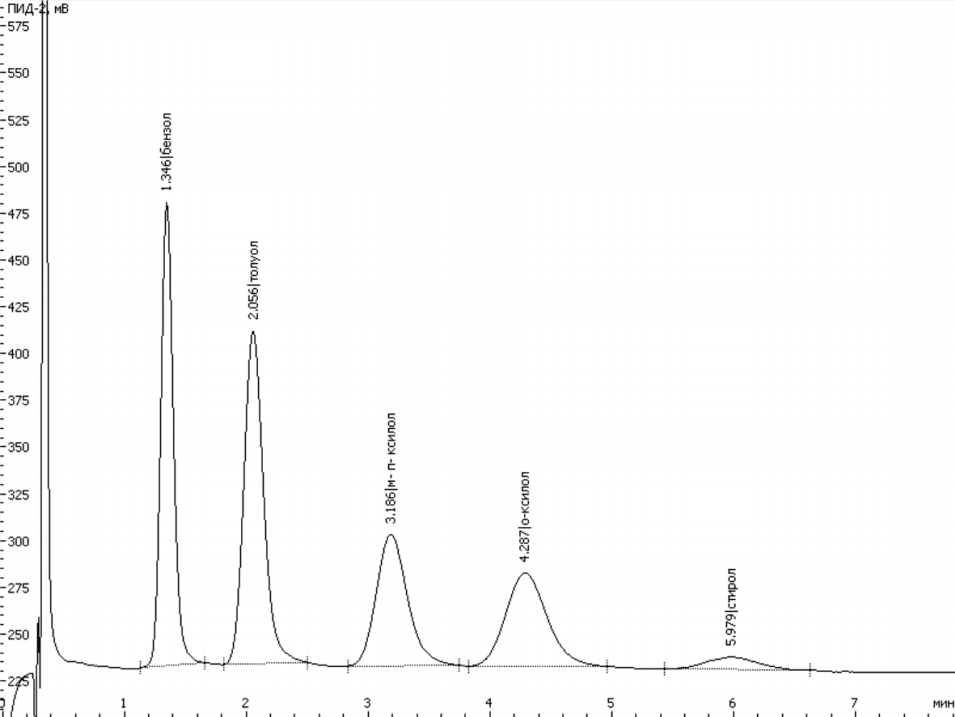 ПИД-2, мВ
575
550
525
500
475
450
425
400
375
350
325
300
275
250
225
1.346|бензол
2.056|толуол
3.186|м- п- ксилол
4.287|о-ксилол
5.979|стирол
0 1 2 3 4 5 6 7 мин